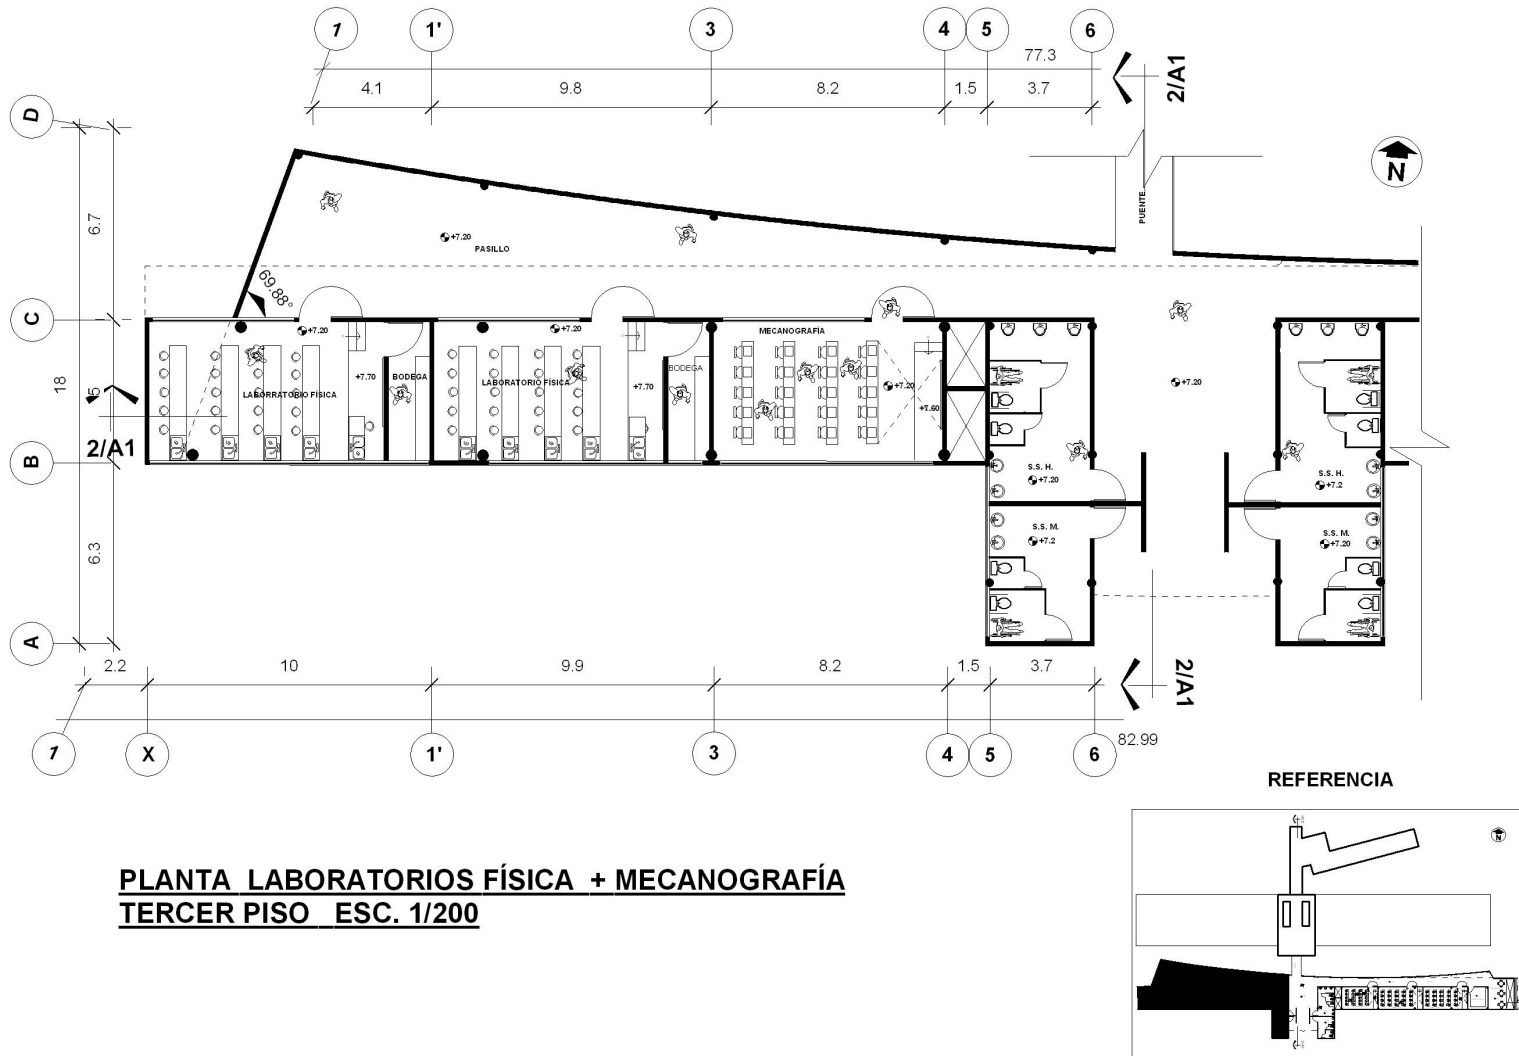 1 1' 3 4 5 6
77.3
2/A1
4.1 9.8 8.2 1.5 3.7
D
N
6.7
PUENTE
+7.20
PASILLO
69.88°
C
+7.20 +7.20 MECANOGRAFÍA
+7.20
18
5
+7.70 BODEGA LABORATORIO FÍSICA +7.70 BODEGA +7.20
LABORRATORIO FÍSICA
+7.60
2/A1
B
S.S. H. S.S. H.
+7.20 +7.2
S.S. M. S.S. M.
+7.2 +7.20
6.3
A
2.2 10 9.9 8.2 1.5 3.7
2/A1
1 X 1' 3 4 5 6
82.99
REFERENCIA
N
PLANTA LABORATORIOS FÍSICA + MECANOGRAFÍA
TERCER PISO ESC. 1/200